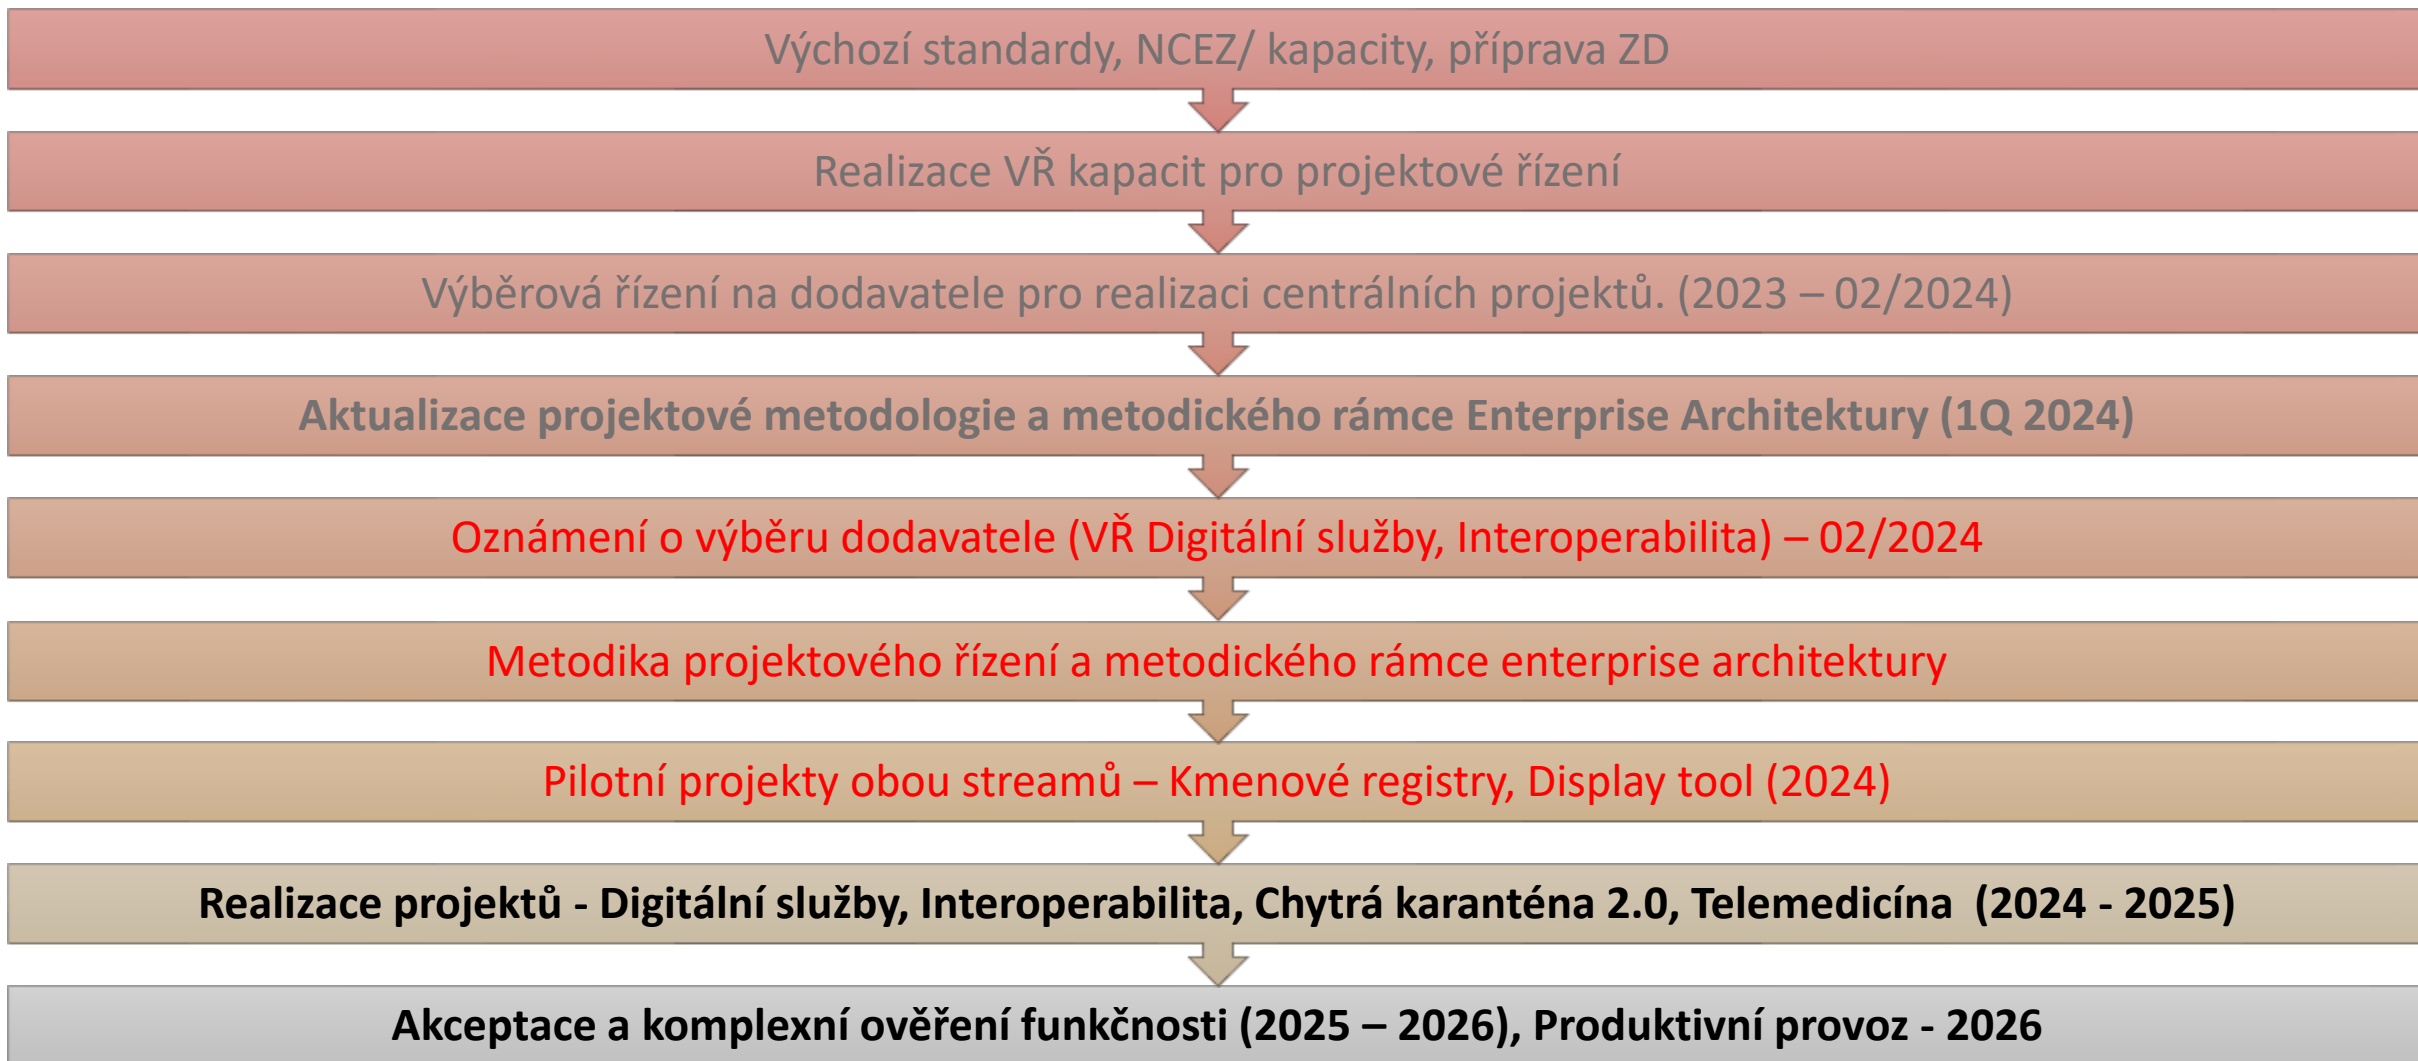 Výchozí standardy, NCEZ/ kapacity, příprava ZD
Realizace VŘ kapacit pro projektové řízení
Výběrová řízení na dodavatele pro realizaci centrálních projektů. (2023 – 02/2024)
Aktualizace projektové metodologie a metodického rámce Enterprise Architektury (1Q 2024)
Oznámení o výběru dodavatele (VŘ Digitální služby, Interoperabilita) – 02/2024
Metodika projektového řízení a metodického rámce enterprise architektury
Pilotní projekty obou streamů – Kmenové registry, Display tool (2024)
Realizace projektů - Digitální služby, Interoperabilita, Chytrá karanténa 2.0, Telemedicína (2024 - 2025)
Akceptace a komplexní ověření funkčnosti (2025 – 2026), Produktivní provoz - 2026